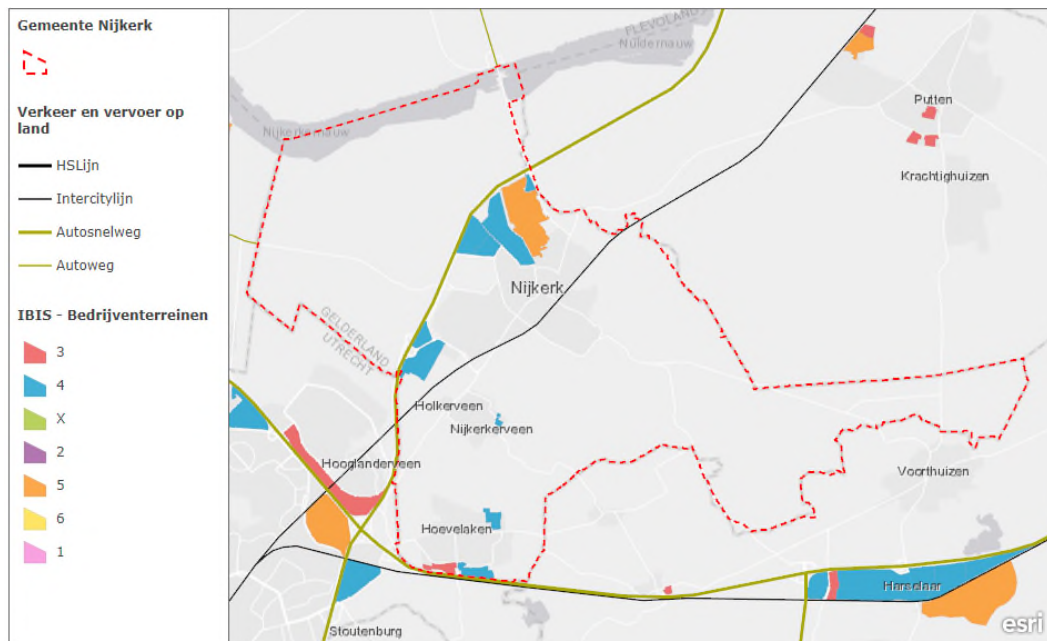 Gemeente Nijkerk
Verkeer en vervoer op
land
HSLijn
Intercitylijn
Autosnelweg
Autoweg
IBIS - Bedrijventerreinen
3
4
X
2
5
6
1
FLEVOLAND
Nuldernauw
Nijkerkernauw
Putten
Krachtighuizen
Nijkerk
GELDERLAND
UTRECHT
Holkerveen
Nijkerkerveen
Hooglanderveen
Voorthuizen
Hoevelaken
Harselaar
Stoutenburg
esri